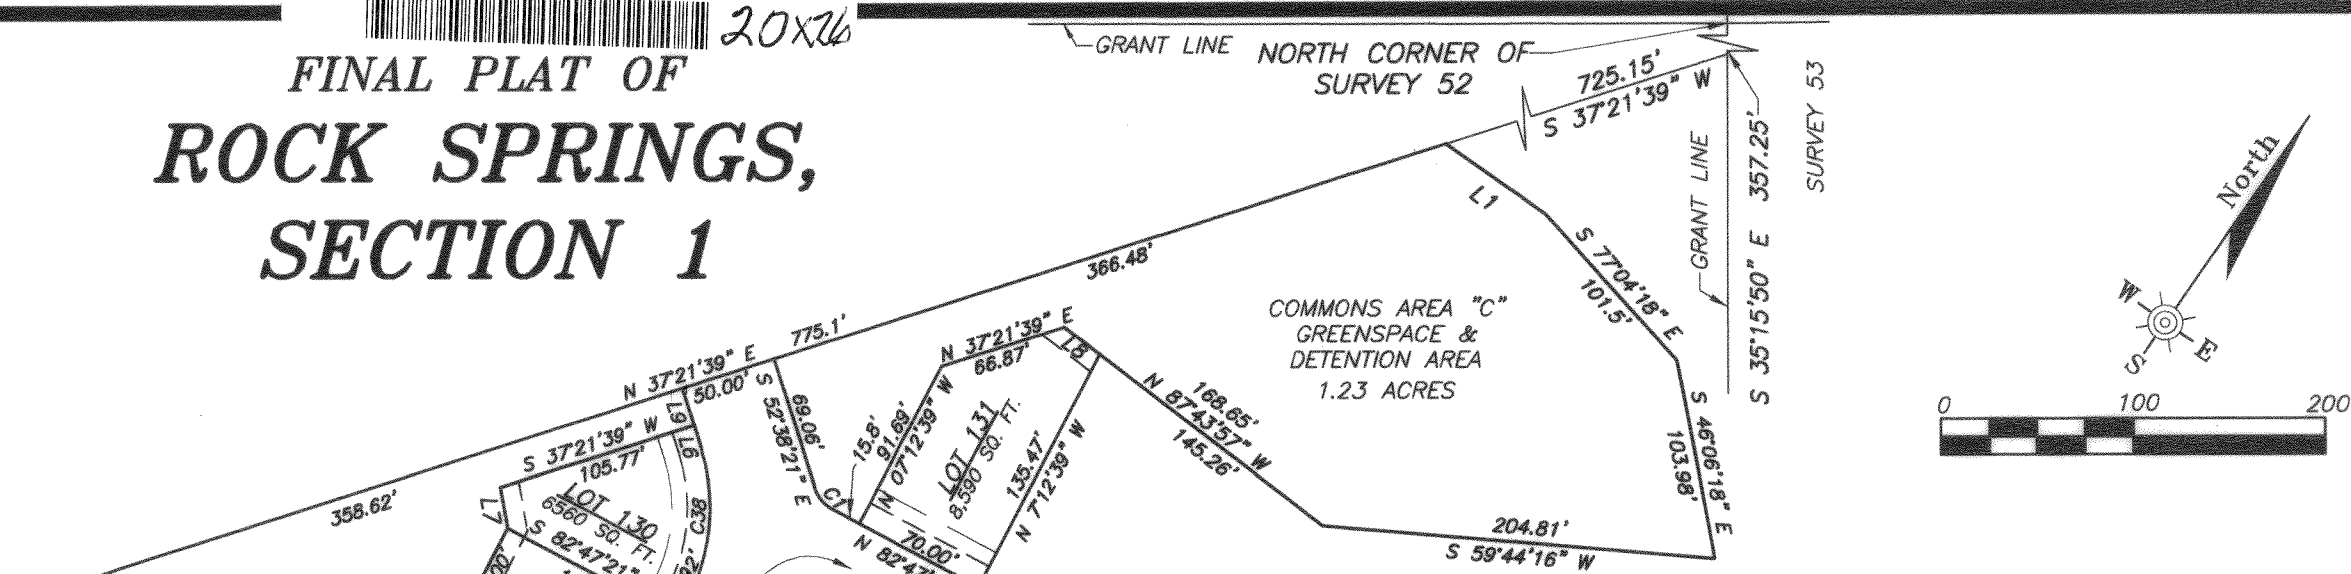 20x26
FINAL PLAT OF
ROCK SPRINGS,
SECTION 1
GRANT LINE
NORTH CORNER OF
SURVEY 52
725.15'
S 37°21'39" W
GRANT LINE
S 35°15'50" E 357.25'
SURVEY 53
North
W
E
S
0 100 200
L1
S 77°04'18" E
101.5'
S 46°06'18" E
103.98'
COMMONS AREA "C"
GREENSPACE &
DETENTION AREA
1.23 ACRES
366.48'
775.1'
N 37°21'39" E
50.00'
358.62'
N 37°21'39" E
66.87'
L8
168.65'
N 87°43'57" W
145.26'
204.81'
S 59°44'16" W
69.06'
S 52°38'21" E
C1
15.8'
91.69'
N 07°12'39" W
LOT 131
8,590 SQ. FT.
135.47'
N 7°12'39" W
70.00'
N 82°47'
L9
L6
S 37°21'39" W
105.77'
L7
LOT 130
6560 SQ. FT.
S 82°47'21"
C38